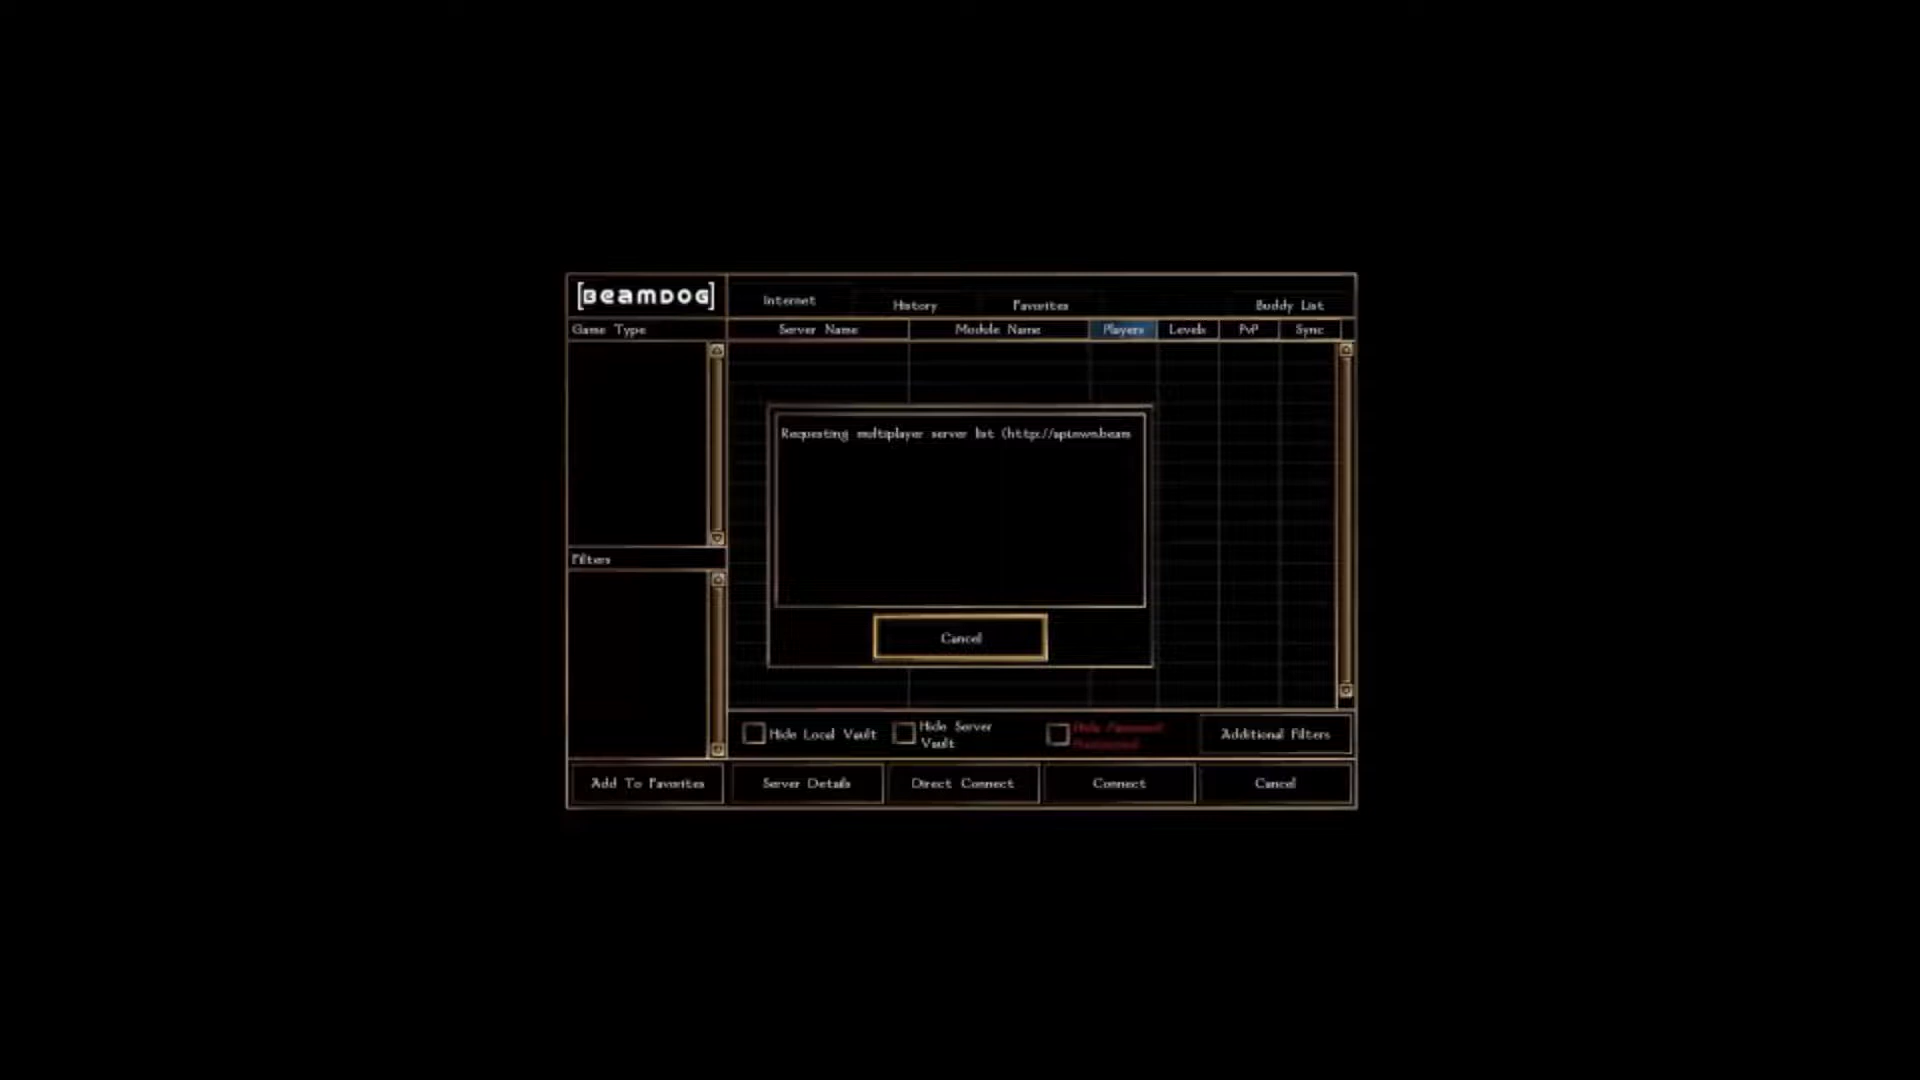 [BEAMDOG]
Internet
History
Favorites
Buddy List
Game Type
Server Name
Module Name
Players
Levels
PvP
Sync
Requesting multiplayer server list (http://api.nwn.beam
Cancel
Filters
Hide Local Vault
Hide Server
Vault
Hide Password
Additional Filters
Add To Favorites
Server Details
Direct Connect
Connect
Cancel